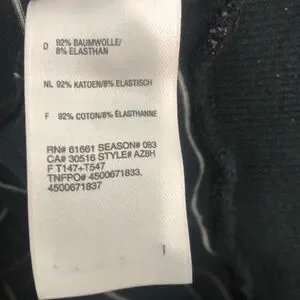 D 92% BAUMWOLLE/
8% ELASTHAN
NL 92% KATOEN/8% ELASTISCH
F 92% COTON/8% ÉLASTHANNE
RN# 61661 SEASON# 083
CA# 30516 STYLE# AZ8H
F T147+T547
TNFPO# 4500671833,
4500671837